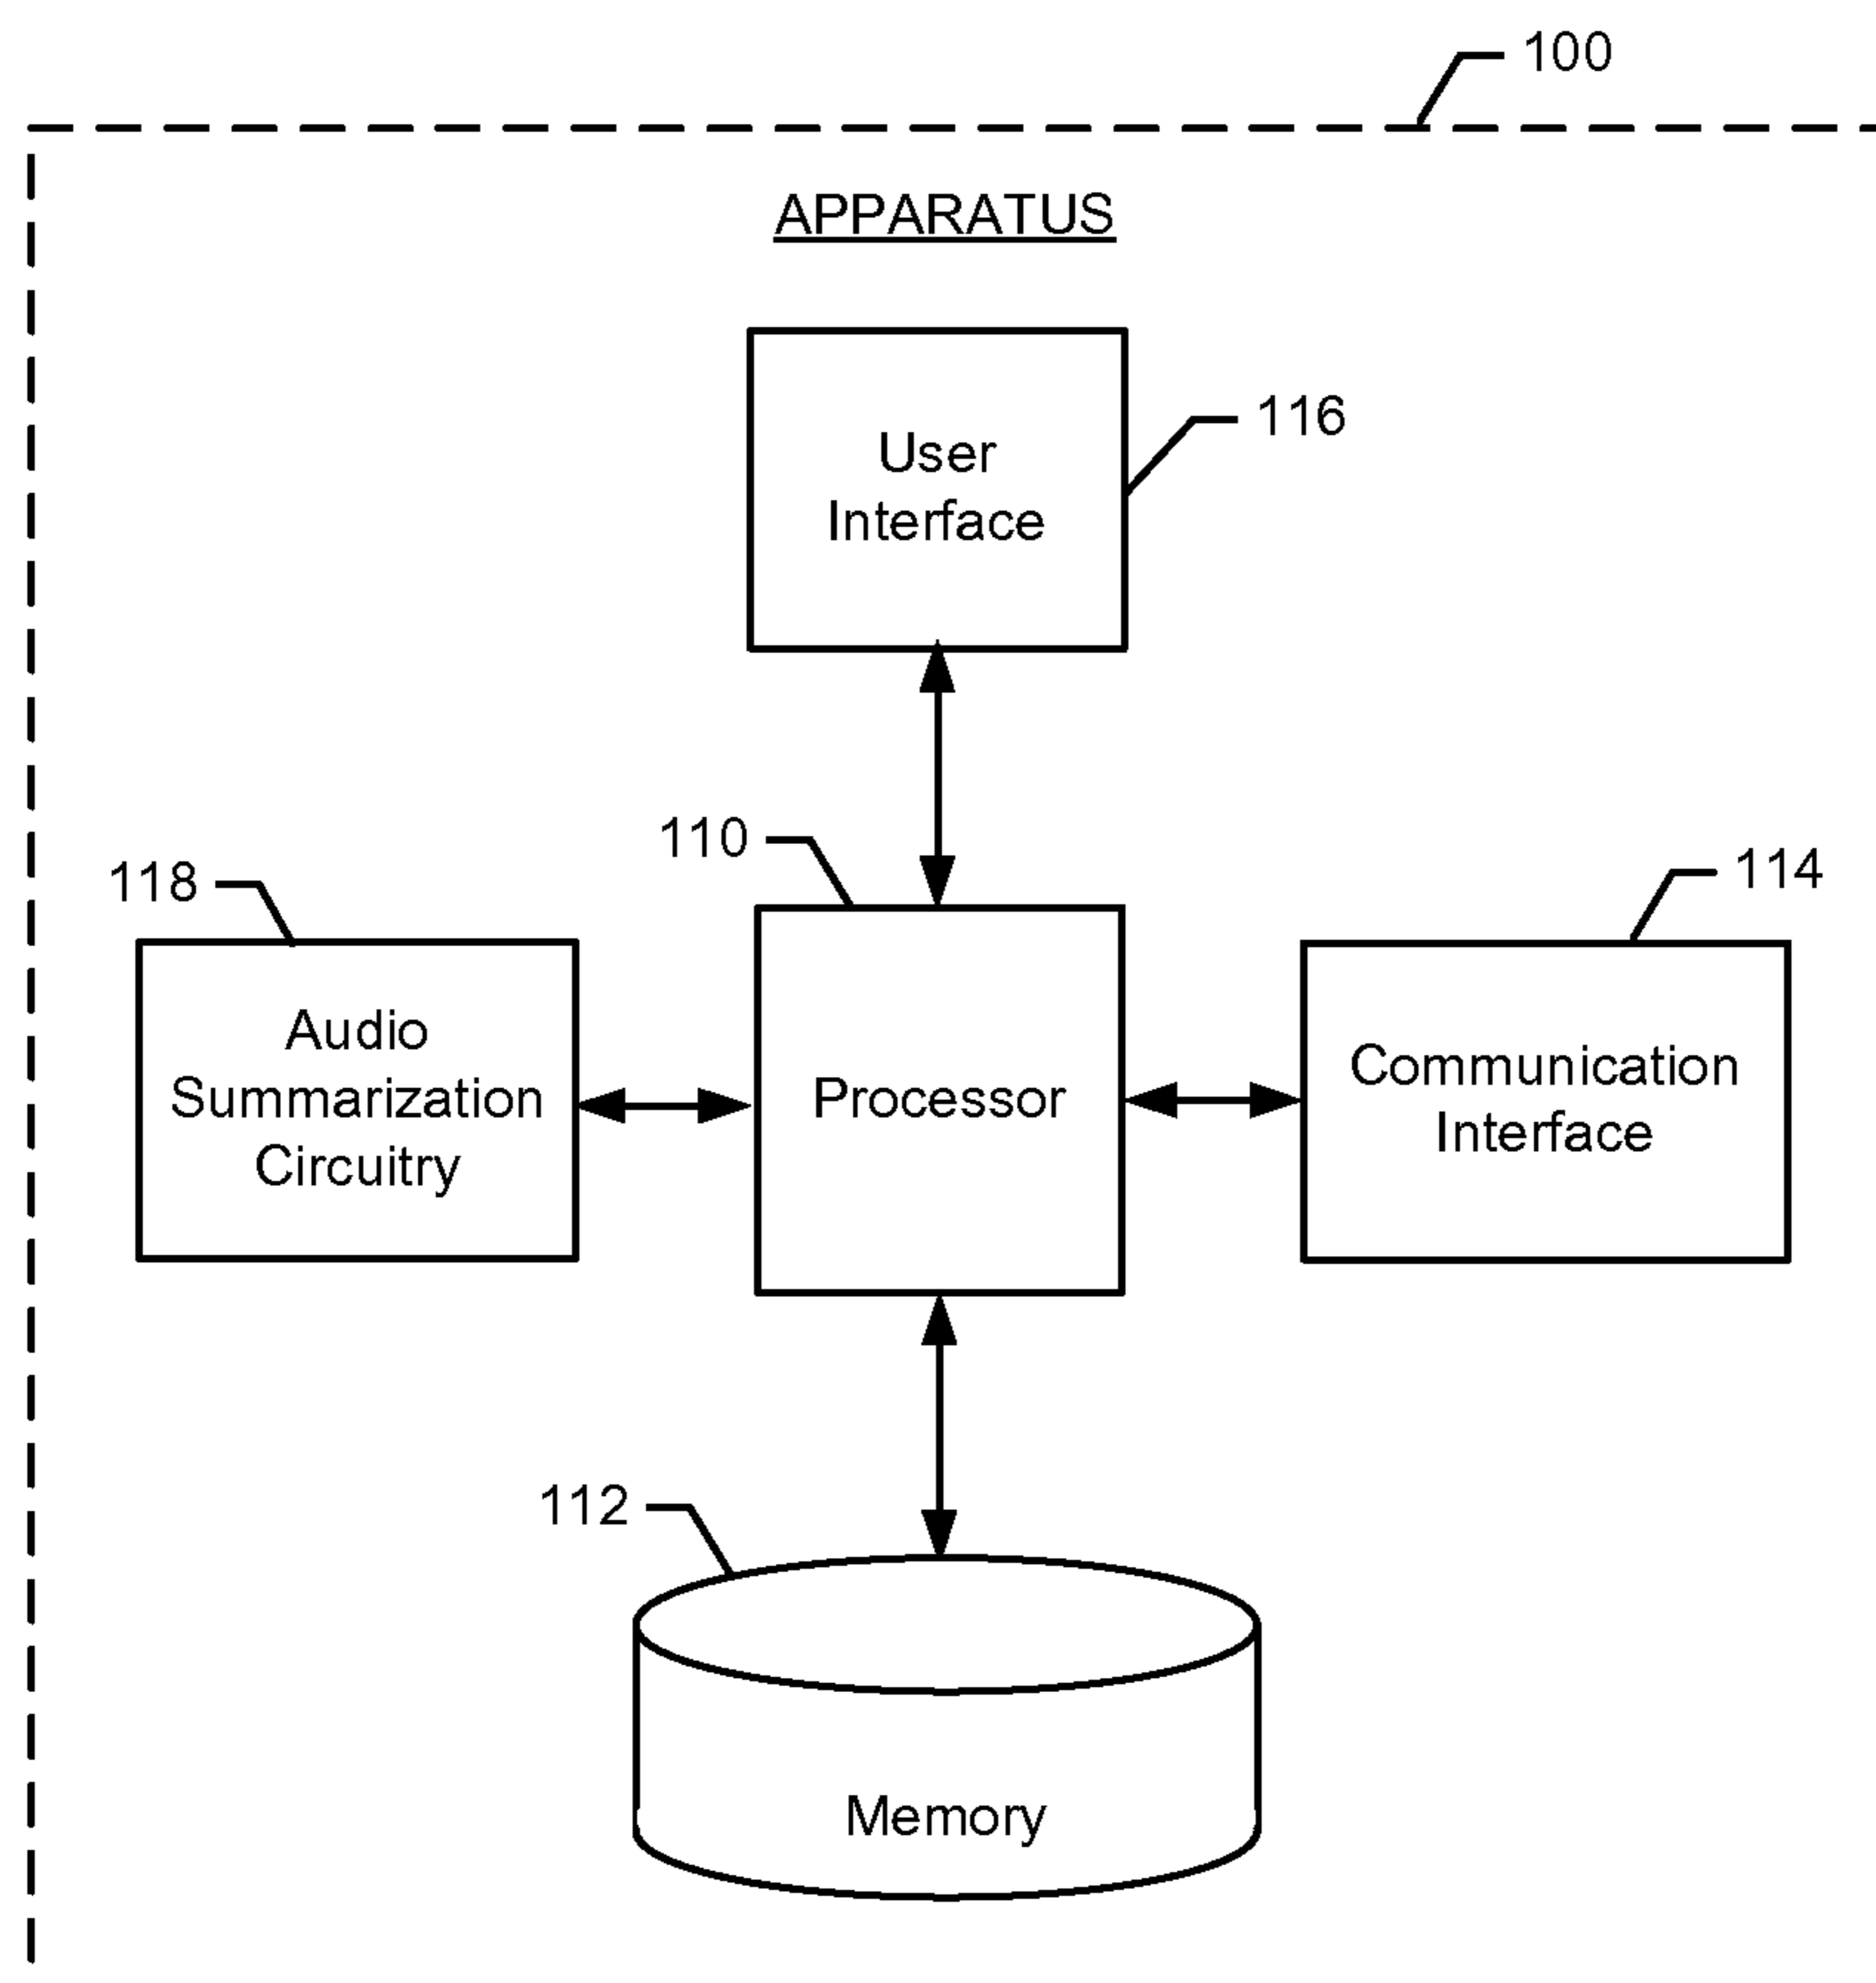 100
APPARATUS
User
Interface
116
110
118
114
Audio
Summarization
Circuitry
Processor
Communication
Interface
112
Memory